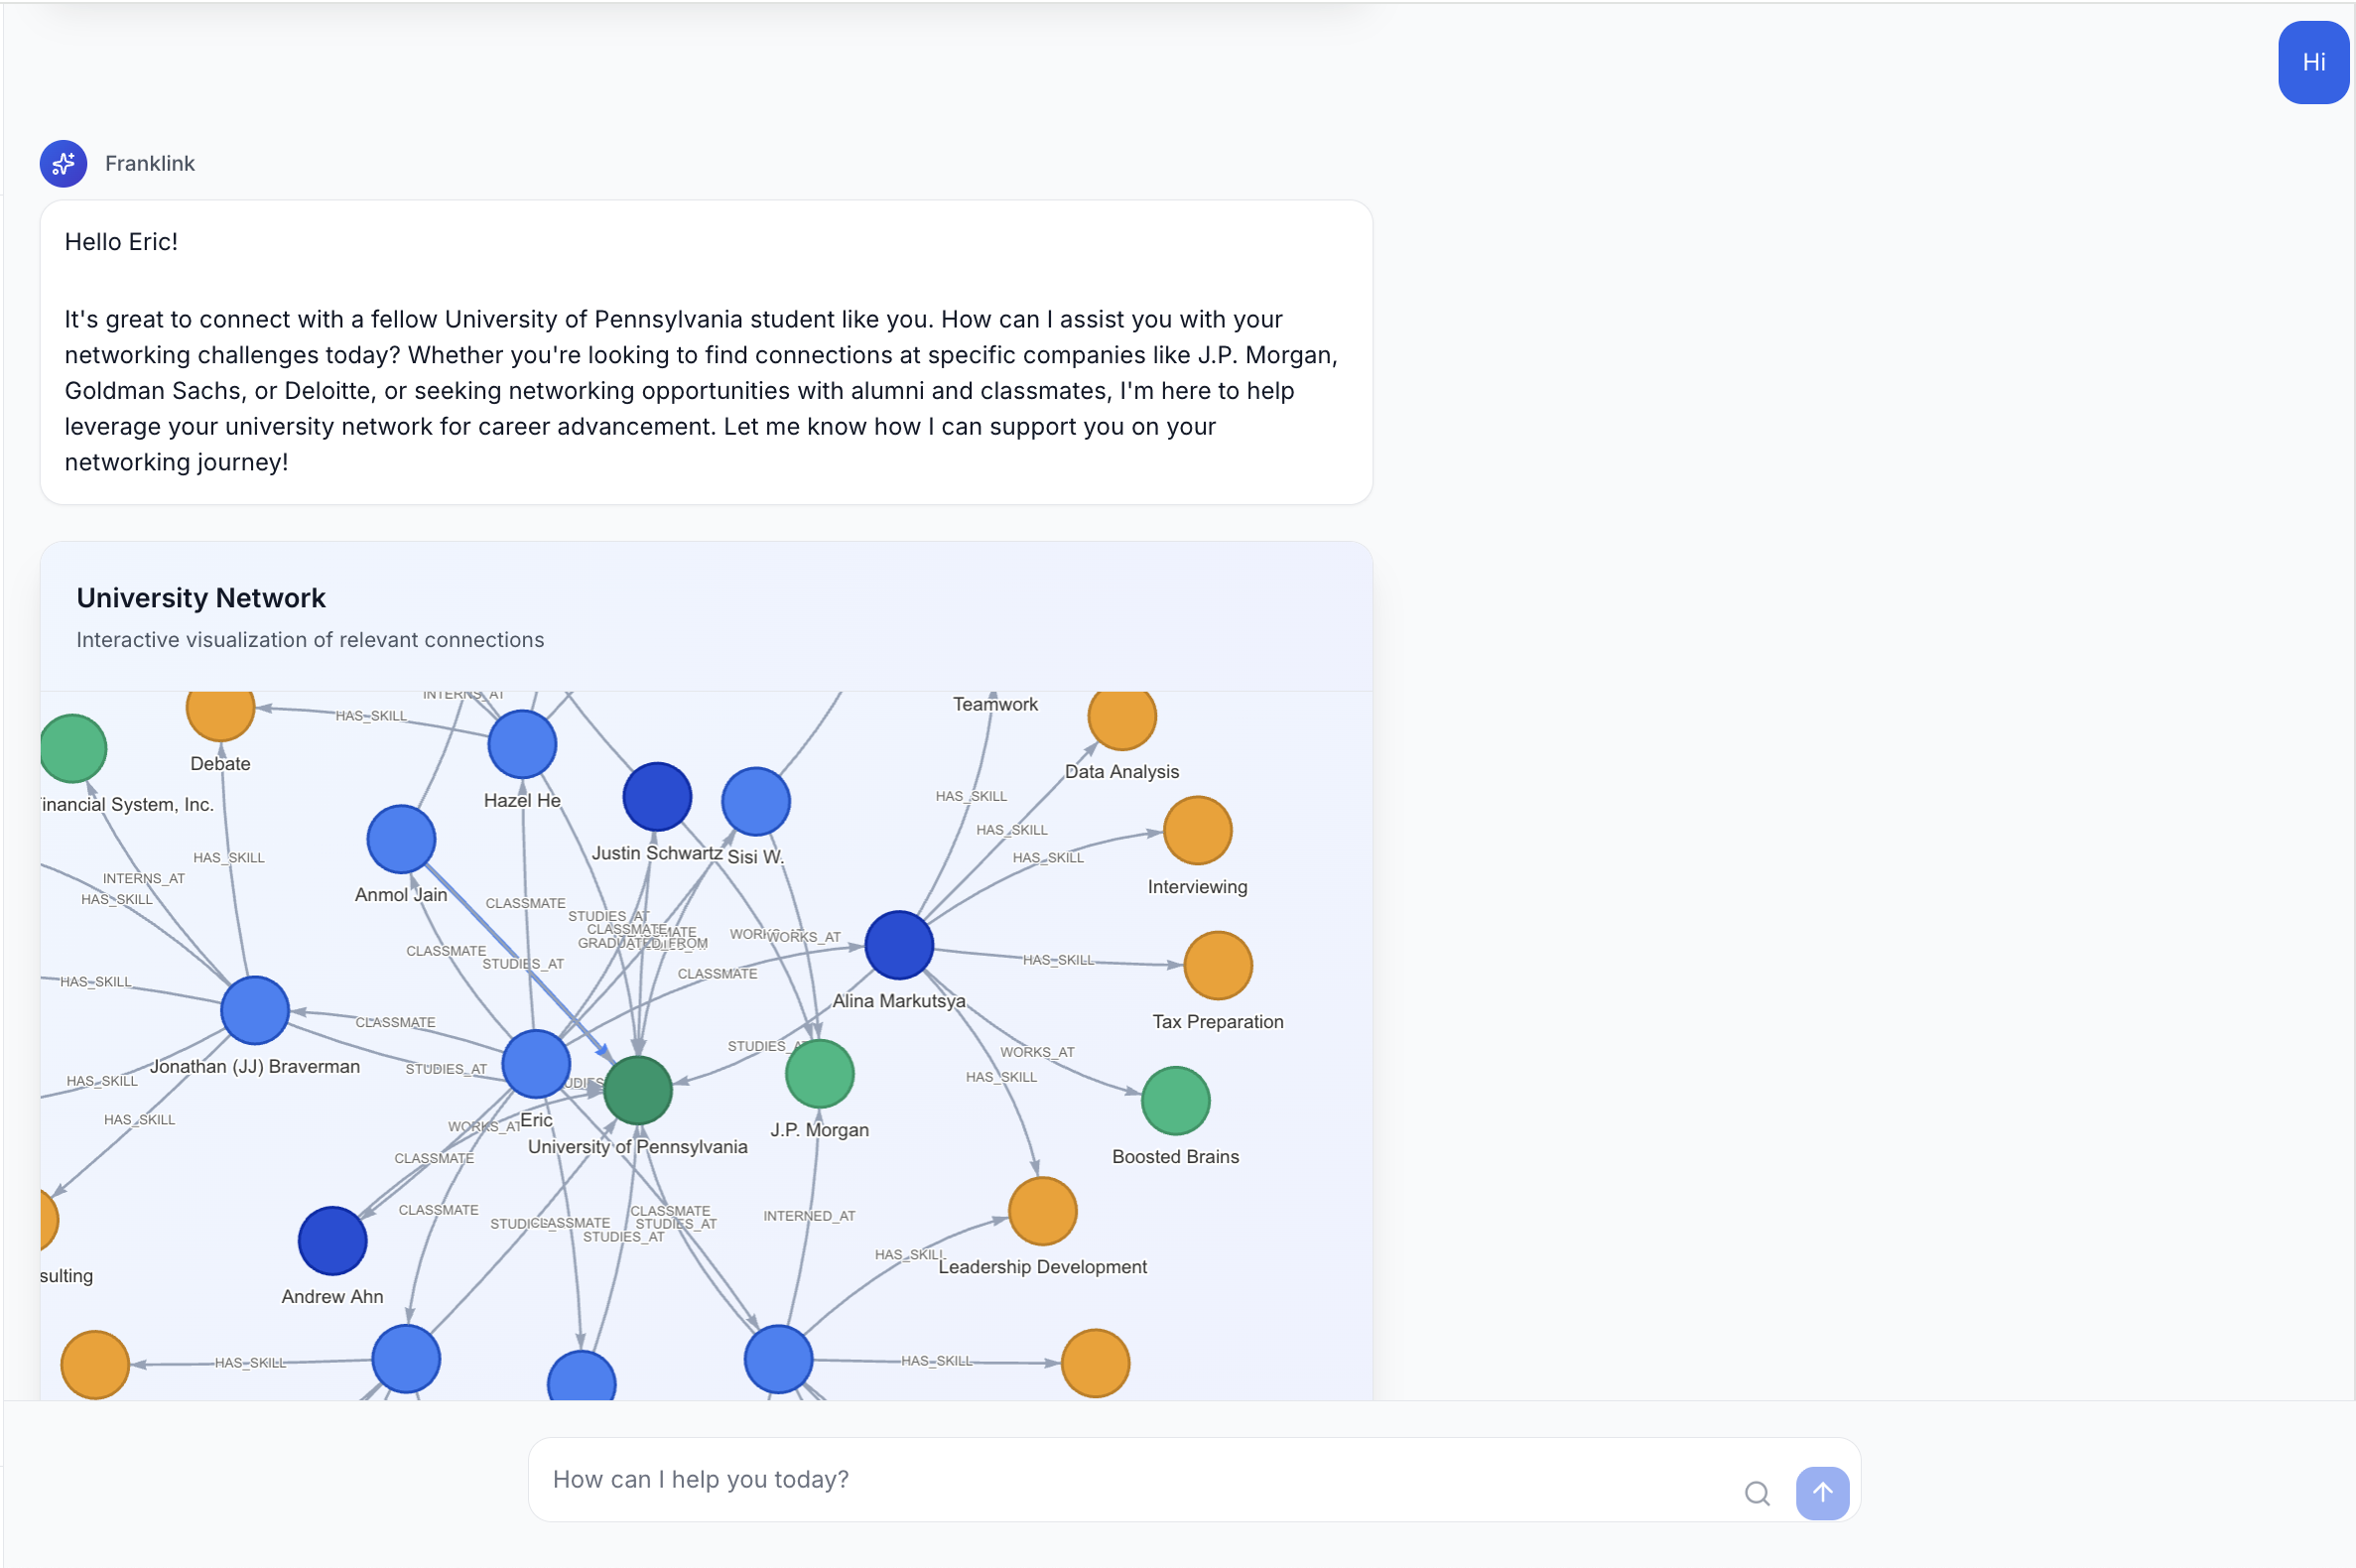 Hi
Franklink
Hello Eric!
It's great to connect with a fellow University of Pennsylvania student like you. How can I assist you with your
networking challenges today? Whether you're looking to find connections at specific companies like J.P. Morgan,
Goldman Sachs, or Deloitte, or seeking networking opportunities with alumni and classmates, I'm here to help
leverage your university network for career advancement. Let me know how I can support you on your
networking journey!
University Network
Interactive visualization of relevant connections
INTERNS_AT
Teamwork
HAS_SKILL
Debate
Data Analysis
Hazel He
HAS_SKILL
Financial System, Inc.
HAS_SKILL
Justin Schwartz
Sisi W.
HAS_SKILL
HAS_SKILL
INTERNS_AT
Interviewing
Anmol Jain
HAS_SKILL
CLASSMATE
STUDIES_AT
CLASSMATE
GRADUATED_FROM
WORKS_AT
CLASSMATE
HAS_SKILL
STUDIES_AT
CLASSMATE
HAS_SKILL
Alina Markutsya
CLASSMATE
Tax Preparation
STUDIES_AT
WORKS_AT
Jonathan (JJ) Braverman
STUDIES_AT
HAS_SKILL
HAS_SKILL
HAS_SKILL
Eric
WORKS_AT
J.P. Morgan
University of Pennsylvania
CLASSMATE
Boosted Brains
CLASSMATE
CLASSMATE
INTERNED_AT
CLASSMATE
STUDIES_AT
STUDIES_AT
HAS_SKILL
Leadership Development
sulting
Andrew Ahn
HAS_SKILL
HAS_SKILL
How can I help you today?